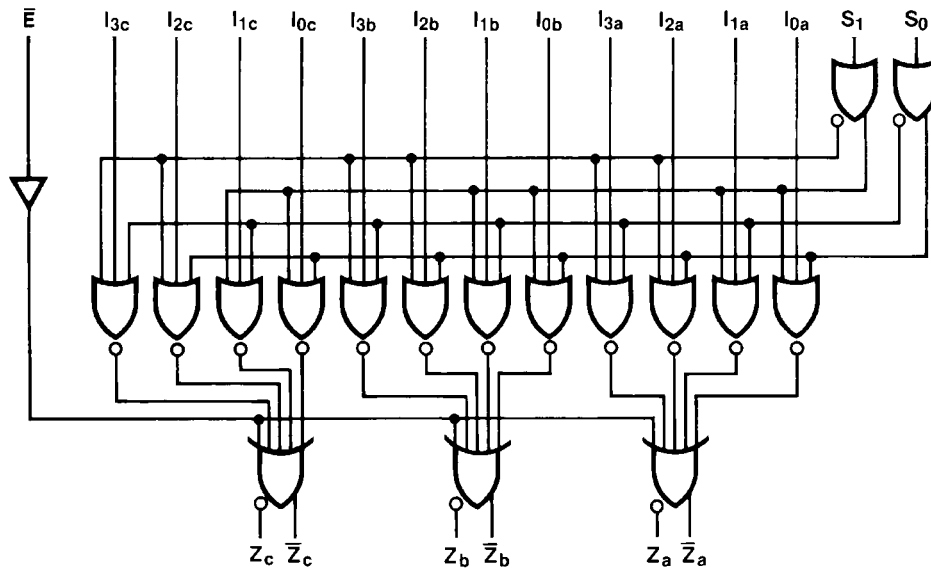 E̅ I3c I2c I1c I0c I3b I2b I1b I0b I3a I2a I1a I0a S1 S0
Zc Z̅c Zb Z̅b Za Z̅a